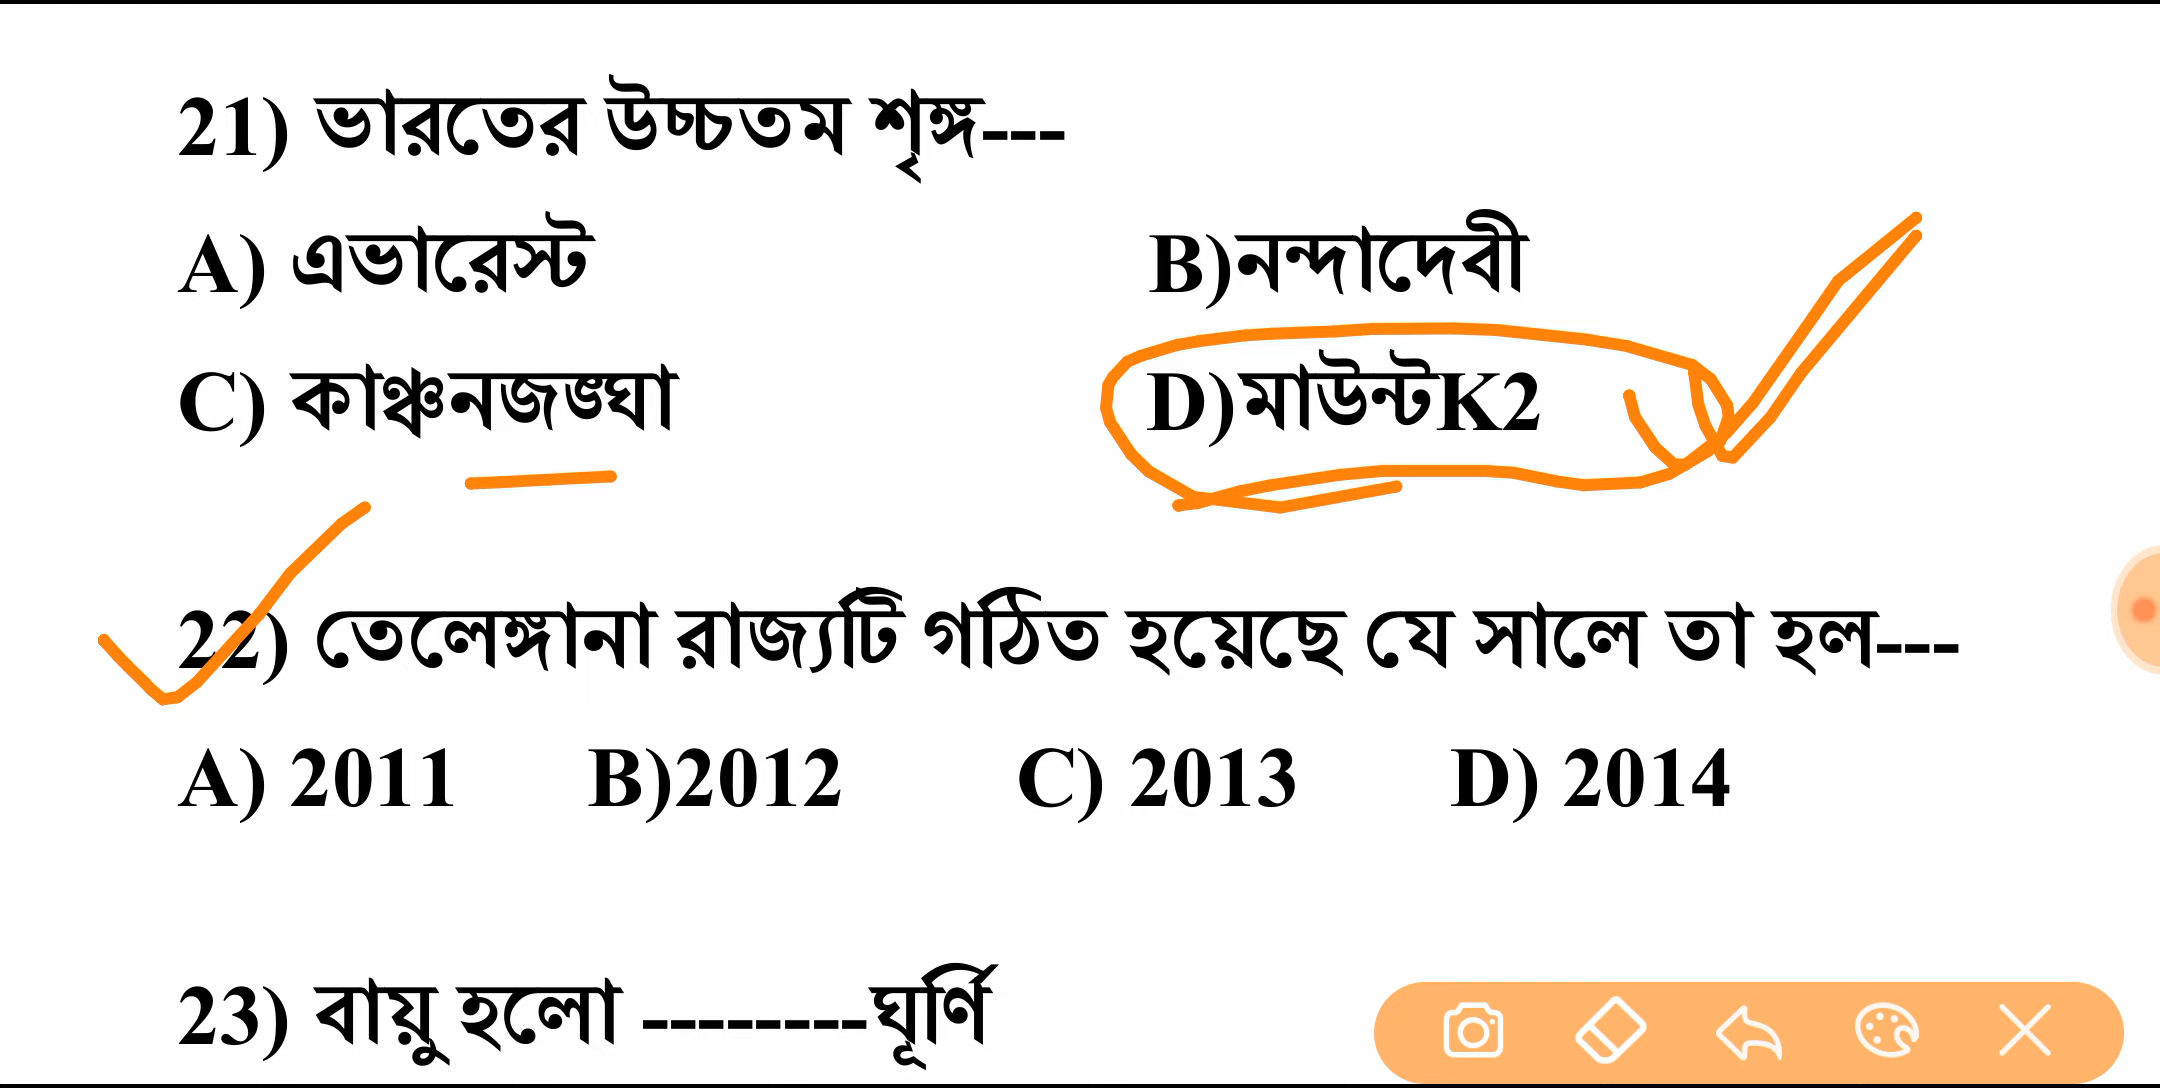 21) ভারতের উচ্চতম শৃঙ্গ---
A) এভারেস্ট B)নন্দাদেবী
C) কাঞ্চনজঙ্ঘা D)মাউন্টK2
22) তেলেঙ্গানা রাজ্যটি গঠিত হয়েছে যে সালে তা হল---
A) 2011 B)2012 C) 2013 D) 2014
23) বায়ু হলো --------ঘূর্ণি